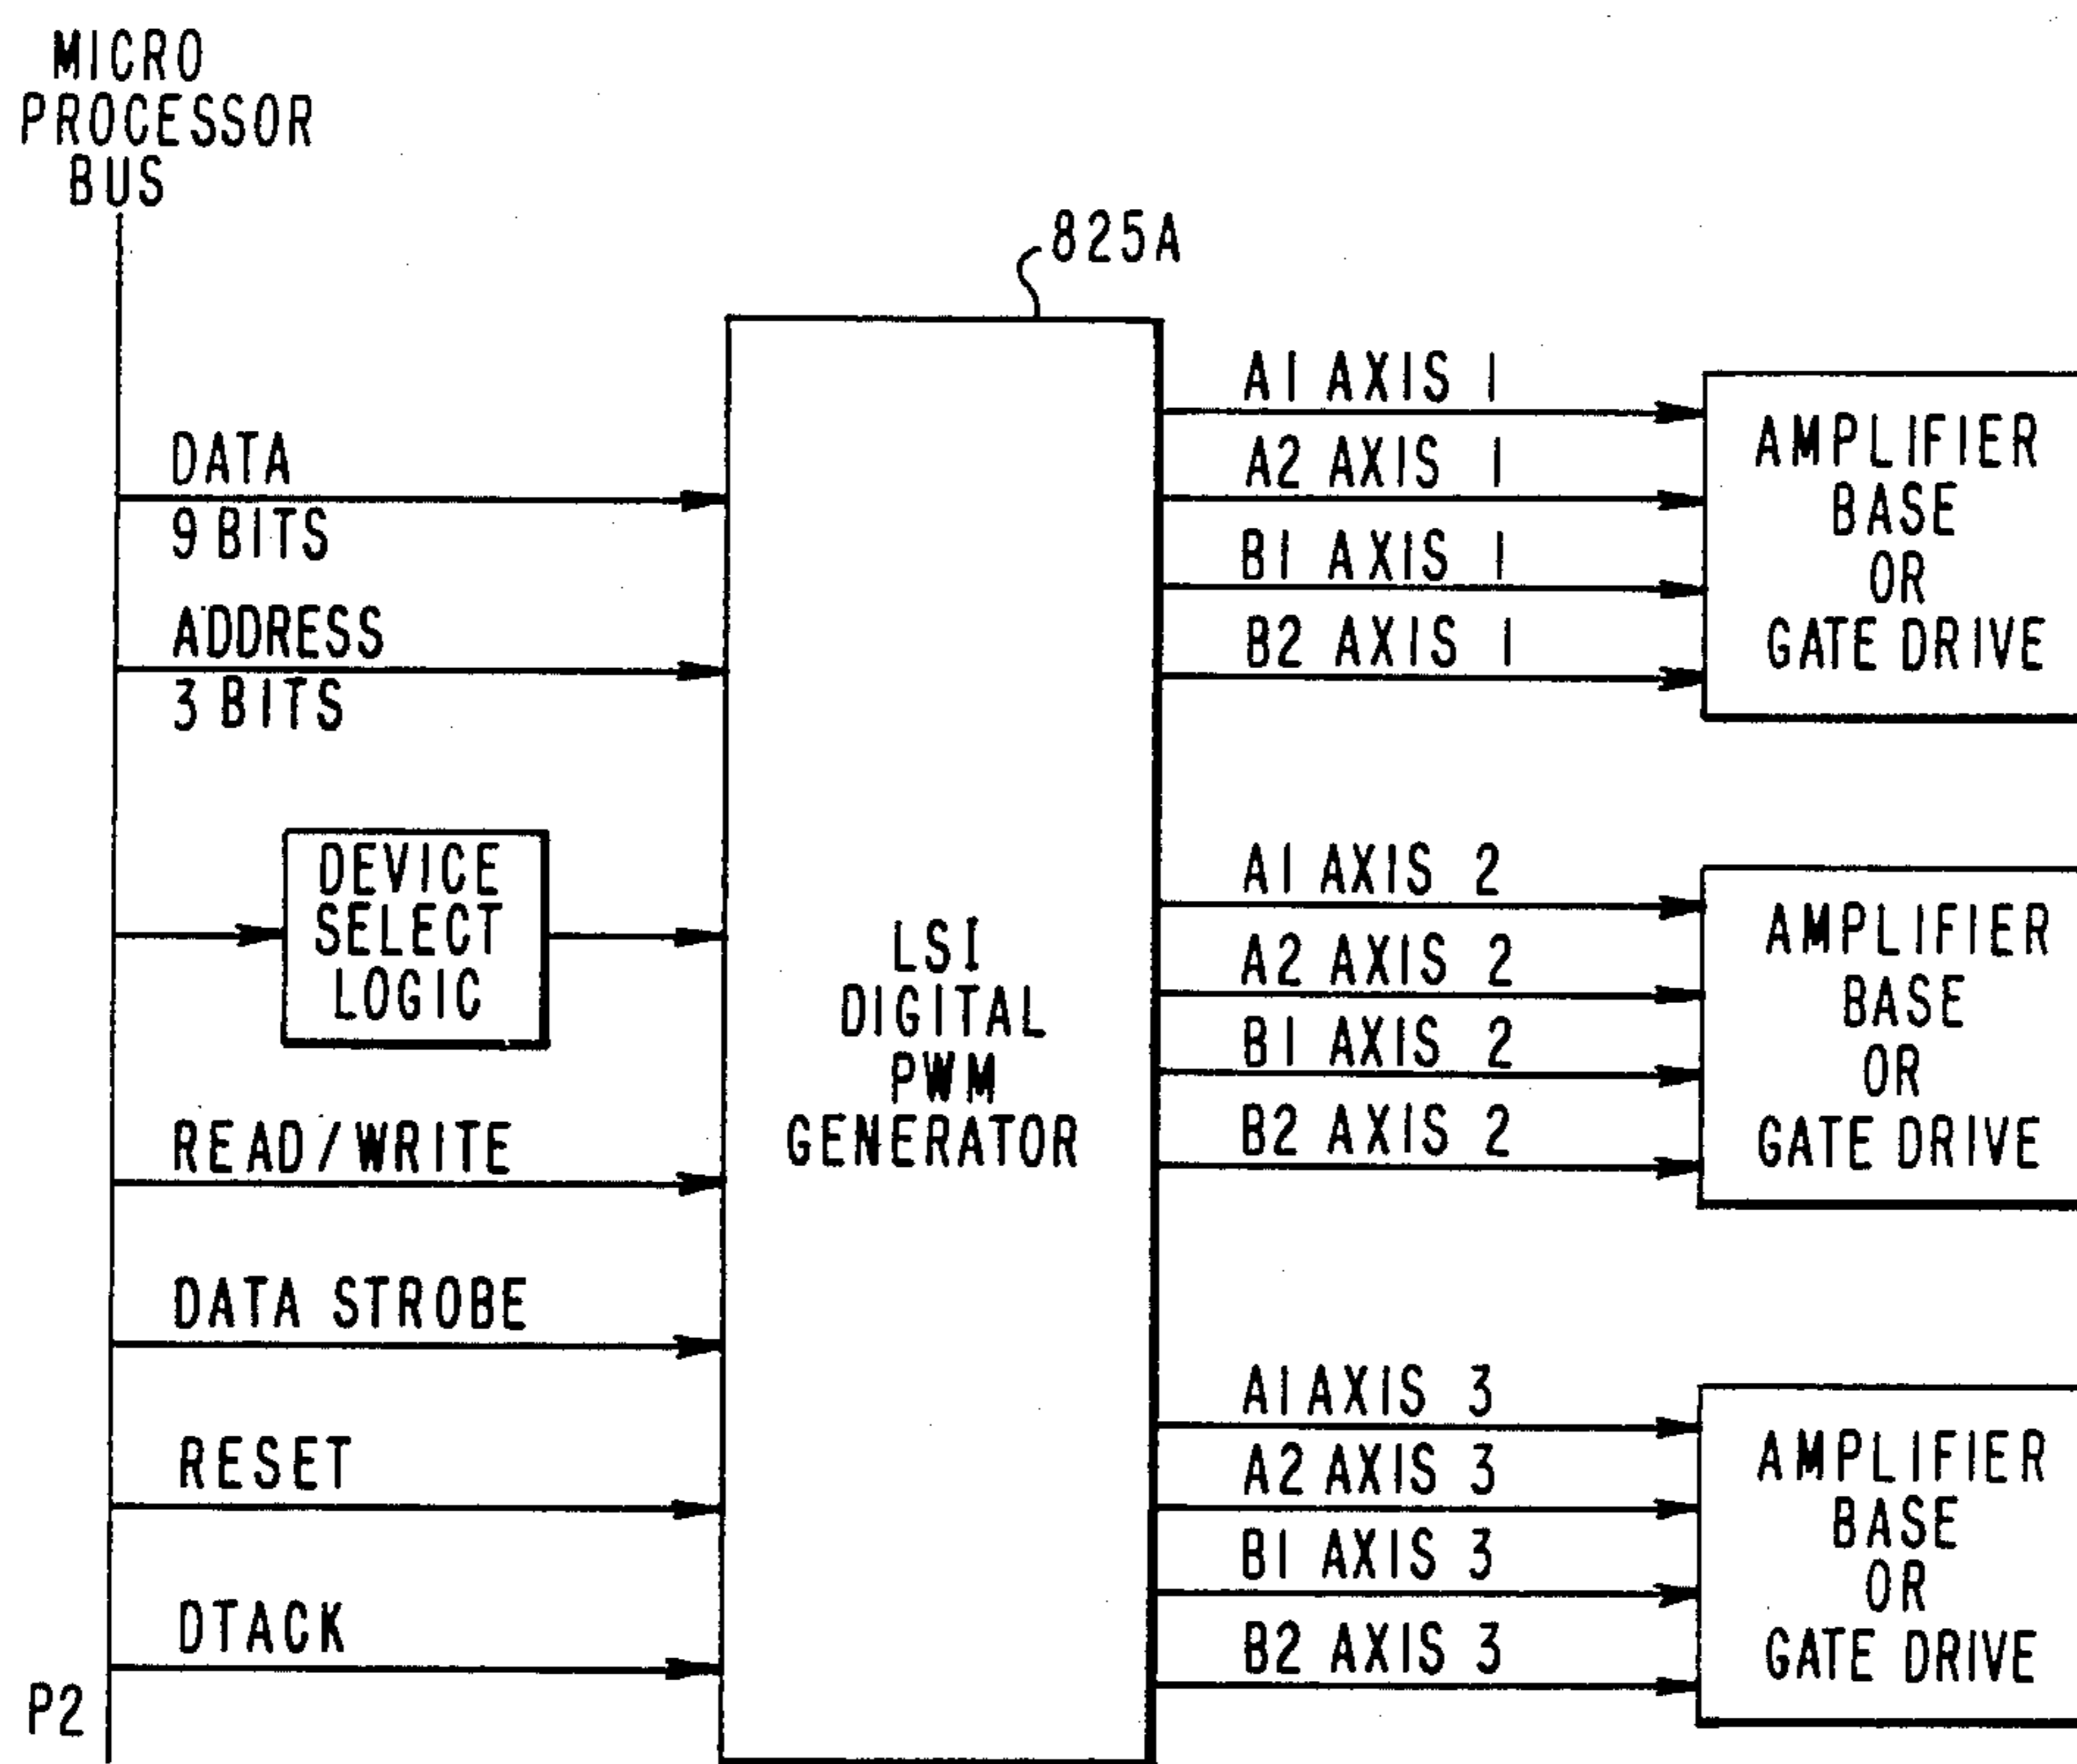 MICRO
PROCESSOR
BUS
825A
DATA
9 BITS
ADDRESS
3 BITS
DEVICE
SELECT
LOGIC
READ/WRITE
DATA STROBE
RESET
DTACK
P2
LSI
DIGITAL
PWM
GENERATOR
A1 AXIS 1
A2 AXIS 1
B1 AXIS 1
B2 AXIS 1
AMPLIFIER
BASE
OR
GATE DRIVE
A1 AXIS 2
A2 AXIS 2
B1 AXIS 2
B2 AXIS 2
AMPLIFIER
BASE
OR
GATE DRIVE
A1 AXIS 3
A2 AXIS 3
B1 AXIS 3
B2 AXIS 3
AMPLIFIER
BASE
OR
GATE DRIVE